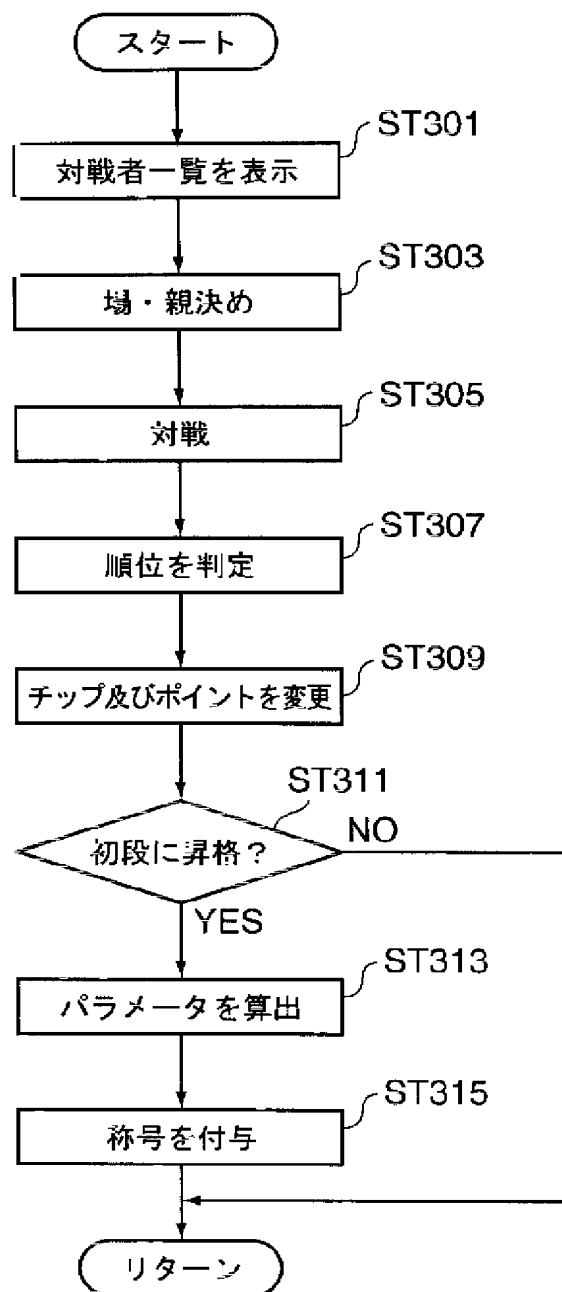 スタート
ST301
対戦者一覧を表示
ST303
場・親決め
ST305
対戦
ST307
順位を判定
ST309
チップ及びポイントを変更
ST311
初段に昇格？
NO
YES
ST313
パラメータを算出
ST315
称号を付与
リターン